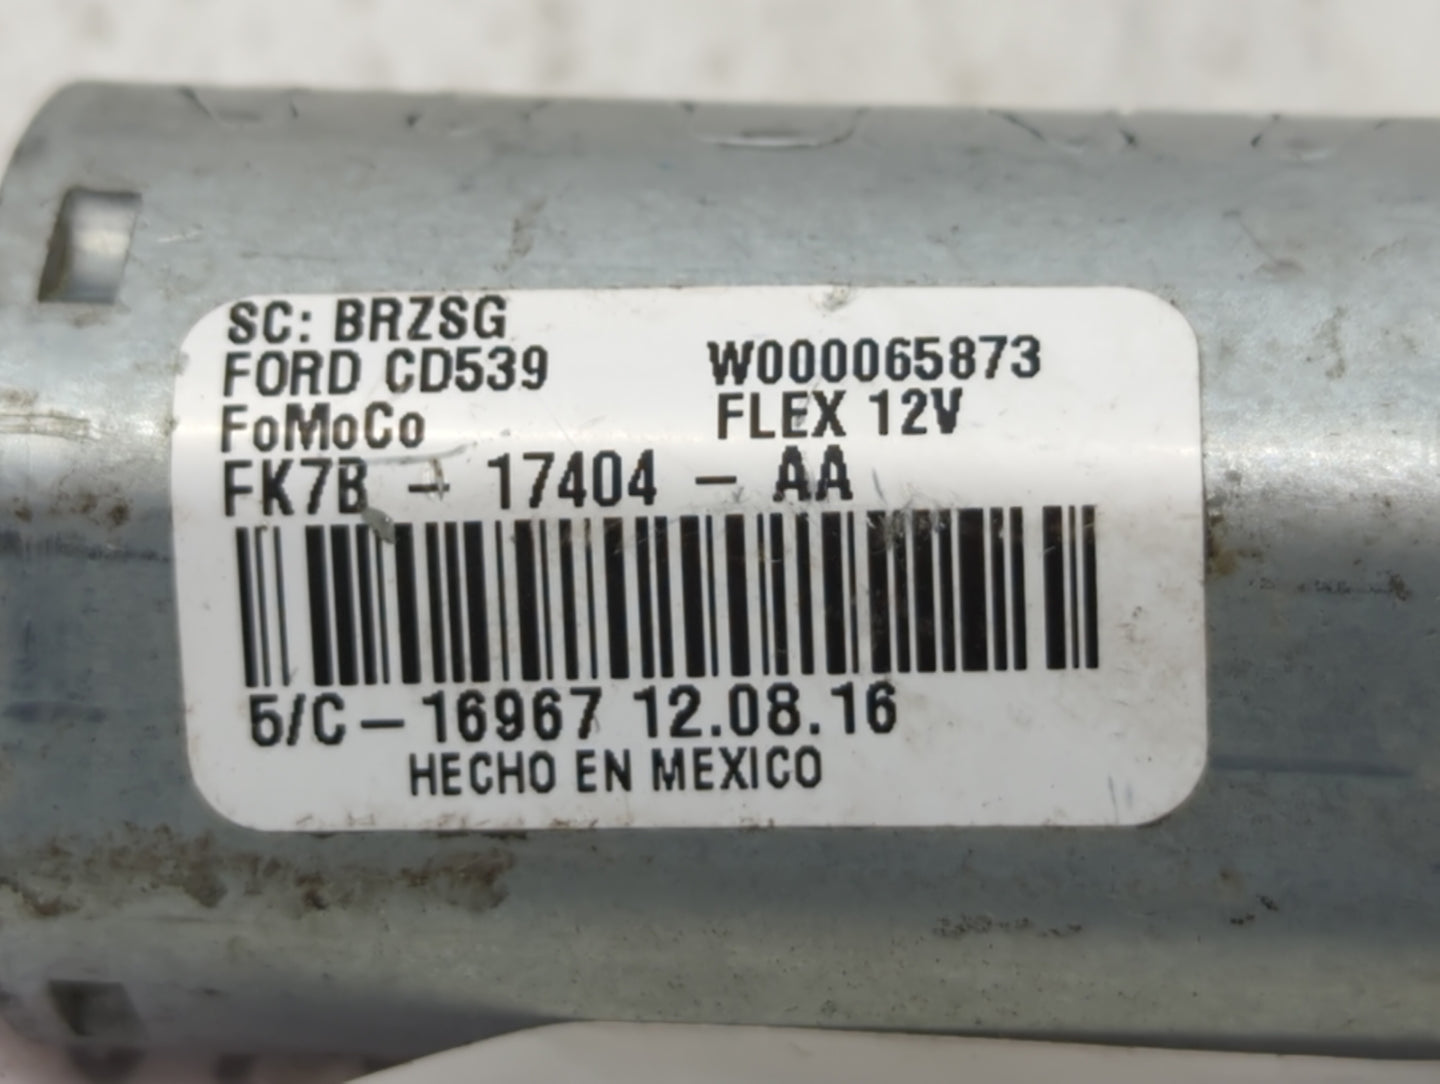 SC: BRZSG
FORD CD539 W000065873
FoMoCo FLEX 12V
FK7B - 17404 - AA
5/C-16967 12.08.16
HECHO EN MEXICO